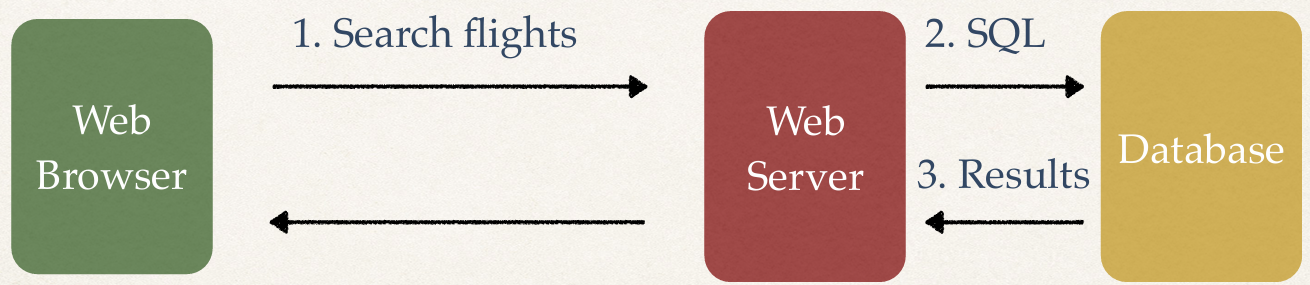 1. Search flights
2. SQL
Web
Browser
Web
Server
Database
3. Results